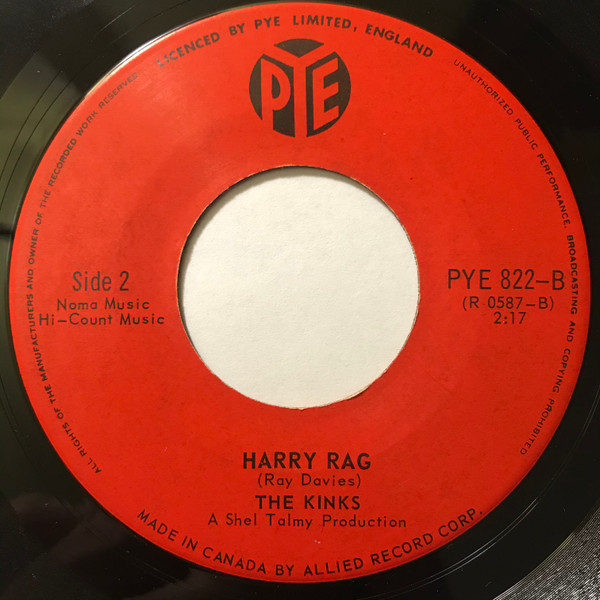 LICENCED BY PYE LIMITED, ENGLAND
PYE
UNAUTHORIZED PUBLIC PERFORMANCE, BROADCASTING AND COPYING PROHIBITED
ALL RIGHTS OF THE MANUFACTURERS AND OWNER OF THE RECORDED WORK RESERVED
Side 2
Noma Music
Hi-Count Music
PYE 822-B
(R 0587-B)
2:17
HARRY RAG
(Ray Davies)
THE KINKS
A Shel Talmy Production
MADE IN CANADA BY ALLIED RECORD CORP.